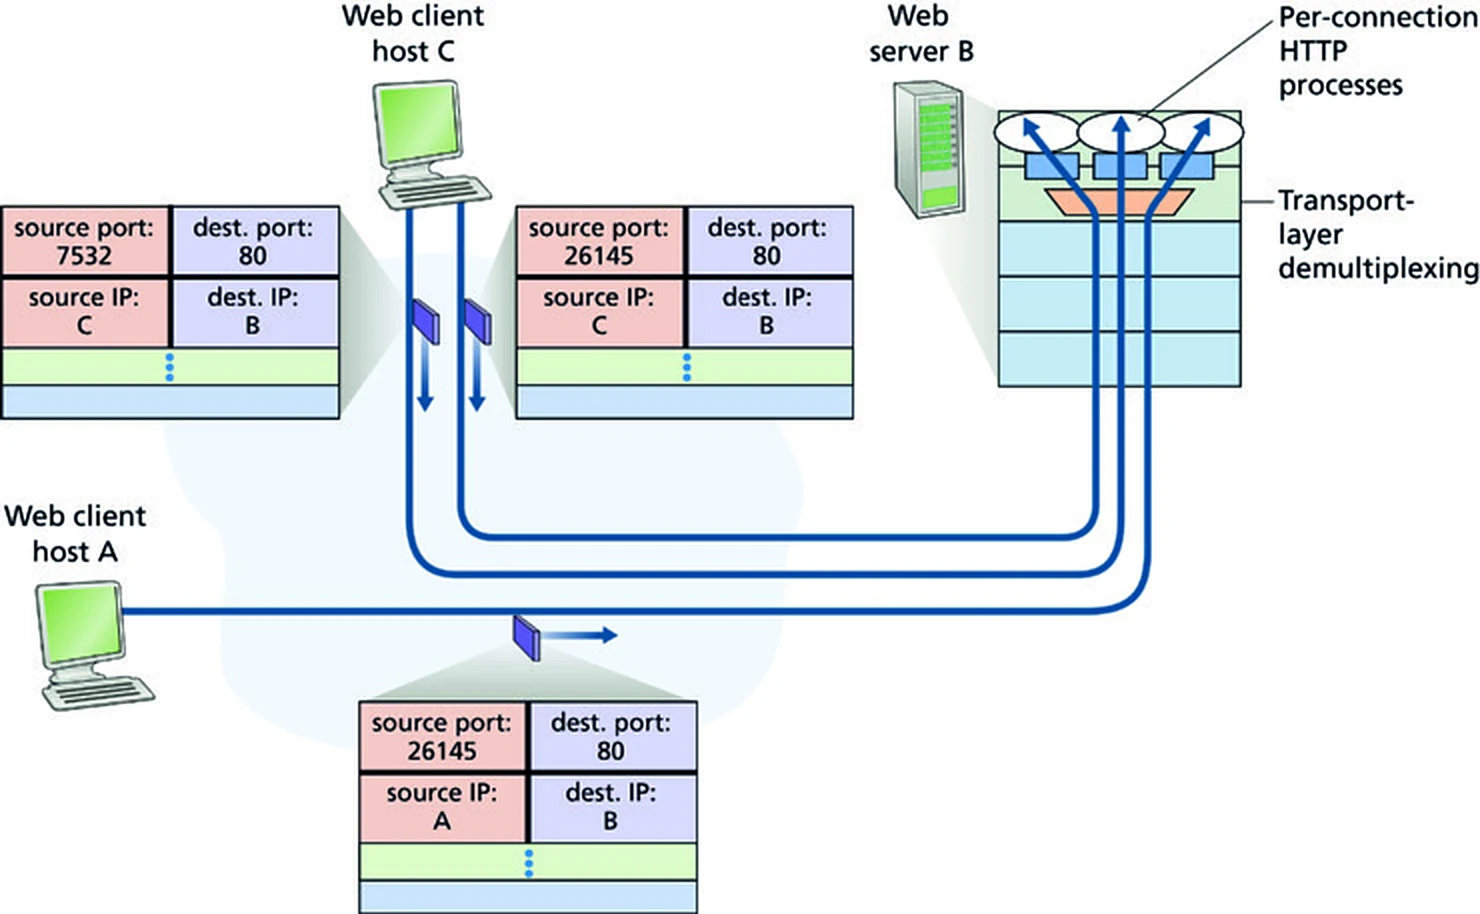 Web client
host C
Web
server B
Per-connection
HTTP
processes
Transport-
layer
demultiplexing
source port:
7532
dest. port:
80
source IP:
C
dest. IP:
B
source port:
26145
dest. port:
80
source IP:
C
dest. IP:
B
Web client
host A
source port:
26145
dest. port:
80
source IP:
A
dest. IP:
B